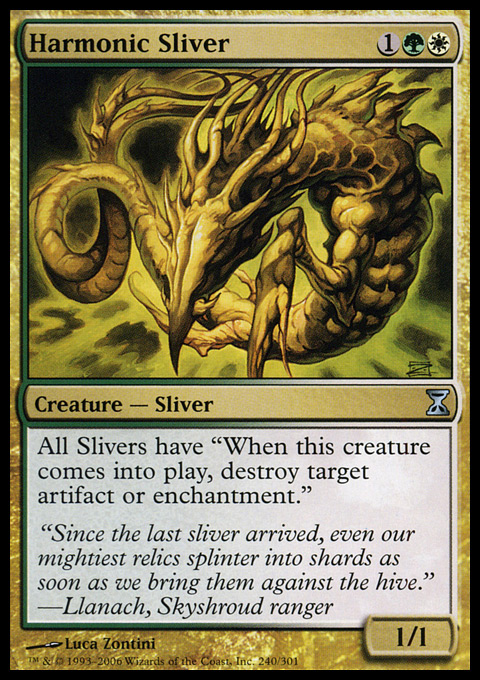 Harmonic Sliver 1
Creature — Sliver
All Slivers have “When this creature
comes into play, destroy target
artifact or enchantment.”
“Since the last sliver arrived, even our
mightiest relics splinter into shards as
soon as we bring them against the hive.”
—Llanach, Skyshroud ranger
1/1
Luca Zontini
™ & © 1993–2006 Wizards of the Coast, Inc. 240/301